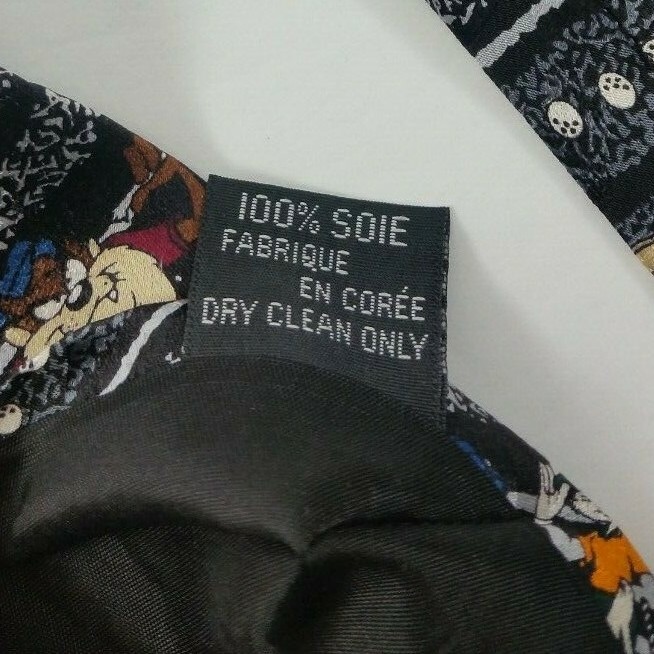 100% SOIE
FABRIQUE
EN CORÉE
DRY CLEAN ONLY